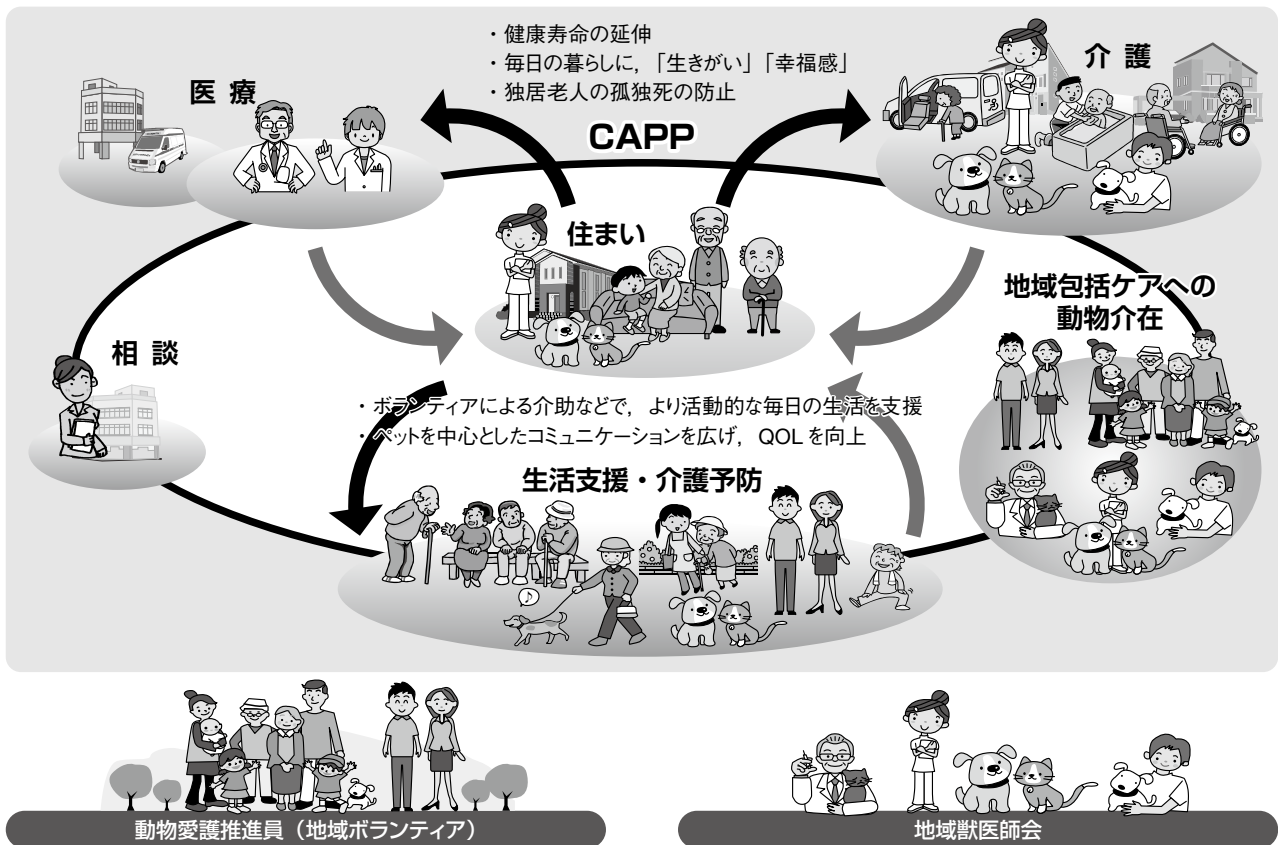 ・健康寿命の延伸
・毎日の暮らしに，「生きがい」「幸福感」
・独居老人の孤独死の防止
医 療
介 護
CAPP
住まい
地域包括ケアへの
動物介在
相 談
・ボランティアによる介助などで，より活動的な毎日の生活を支援
・ペットを中心としたコミュニケーションを広げ，QOL を向上
生活支援・介護予防
♪
動物愛護推進員（地域ボランティア）
地域獣医師会